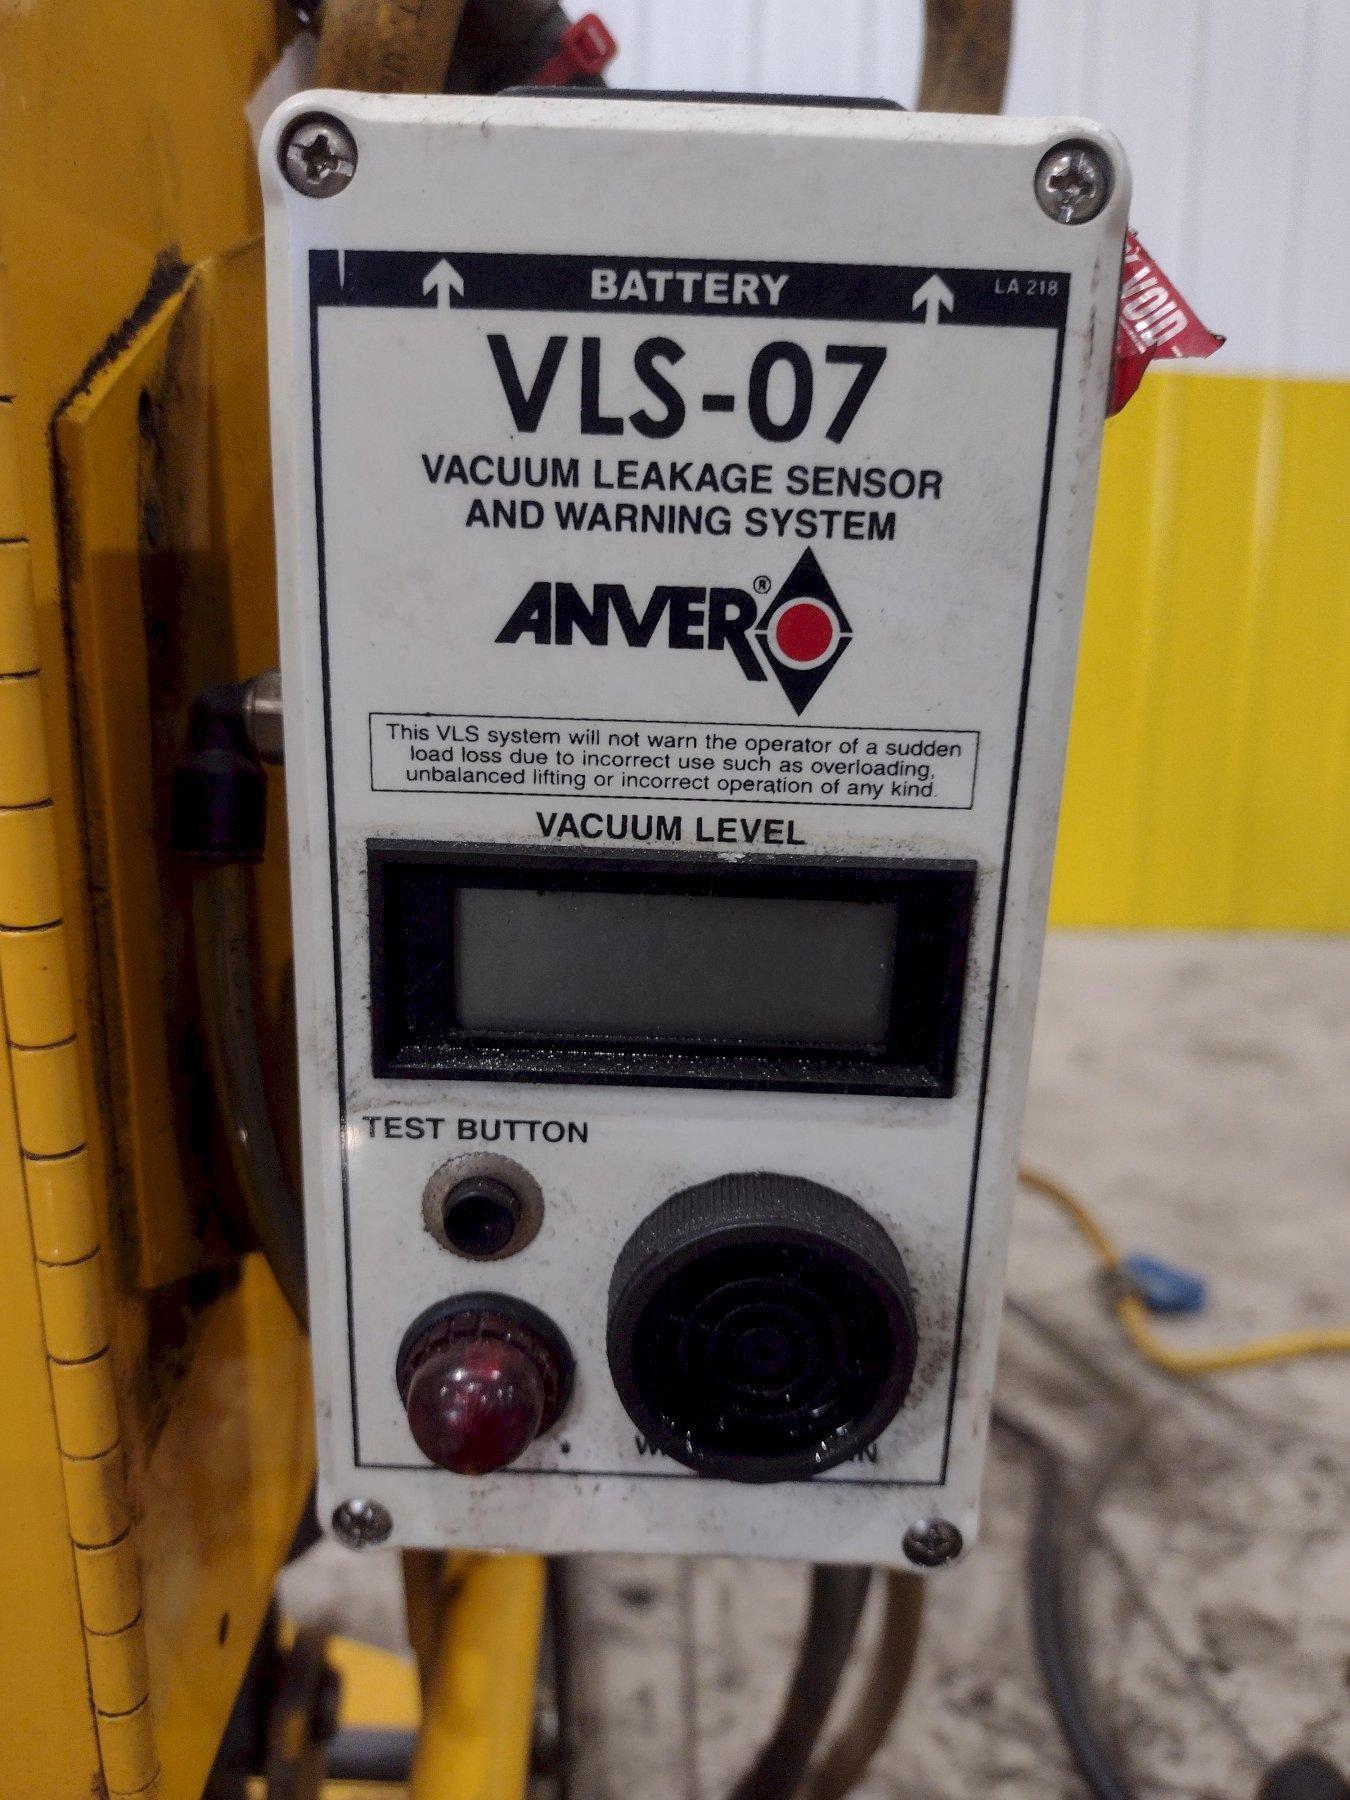 BATTERY
LA 218
VLS-07
VACUUM LEAKAGE SENSOR
AND WARNING SYSTEM
ANVER®
This VLS system will not warn the operator of a sudden
load loss due to incorrect use such as overloading,
unbalanced lifting or incorrect operation of any kind.
VACUUM LEVEL
TEST BUTTON
VOID